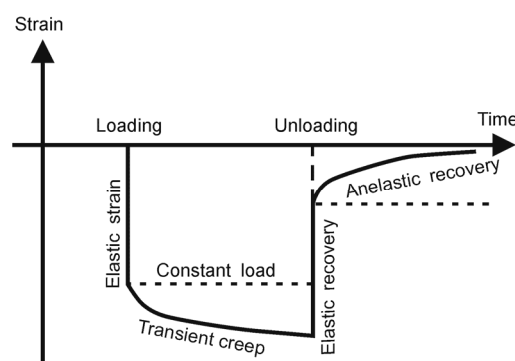 Strain
Time
Loading
Unloading
Elastic strain
Constant load
Transient creep
Elastic recovery
Anelastic recovery